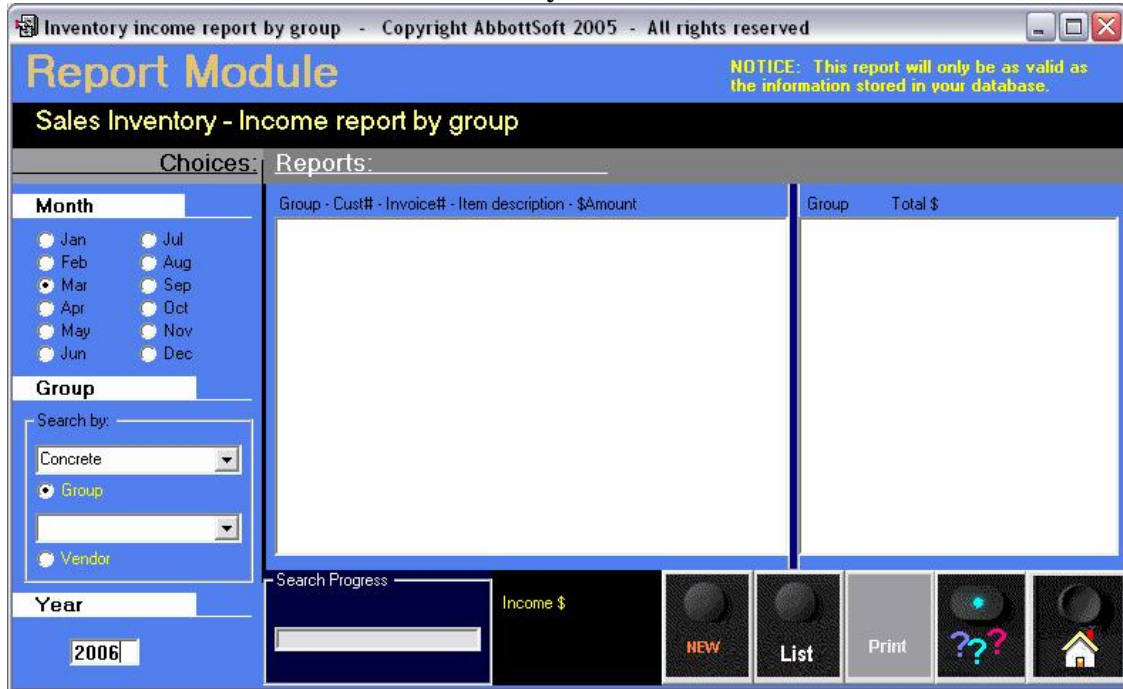 Inventory income report by group - Copyright AbbottSoft 2005 - All rights reserved
Report Module
NOTICE: This report will only be as valid as
the information stored in your database.
Sales Inventory - Income report by group
Choices:
Reports:
Month
Jan
Jul
Feb
Aug
Mar
Sep
Apr
Oct
May
Nov
Jun
Dec
Group
Search by:
Concrete
Group
Vendor
Year
2006
Group - Cust# - Invoice# - Item description - $Amount
Group Total $
Search Progress
Income $
NEW
List
Print
???